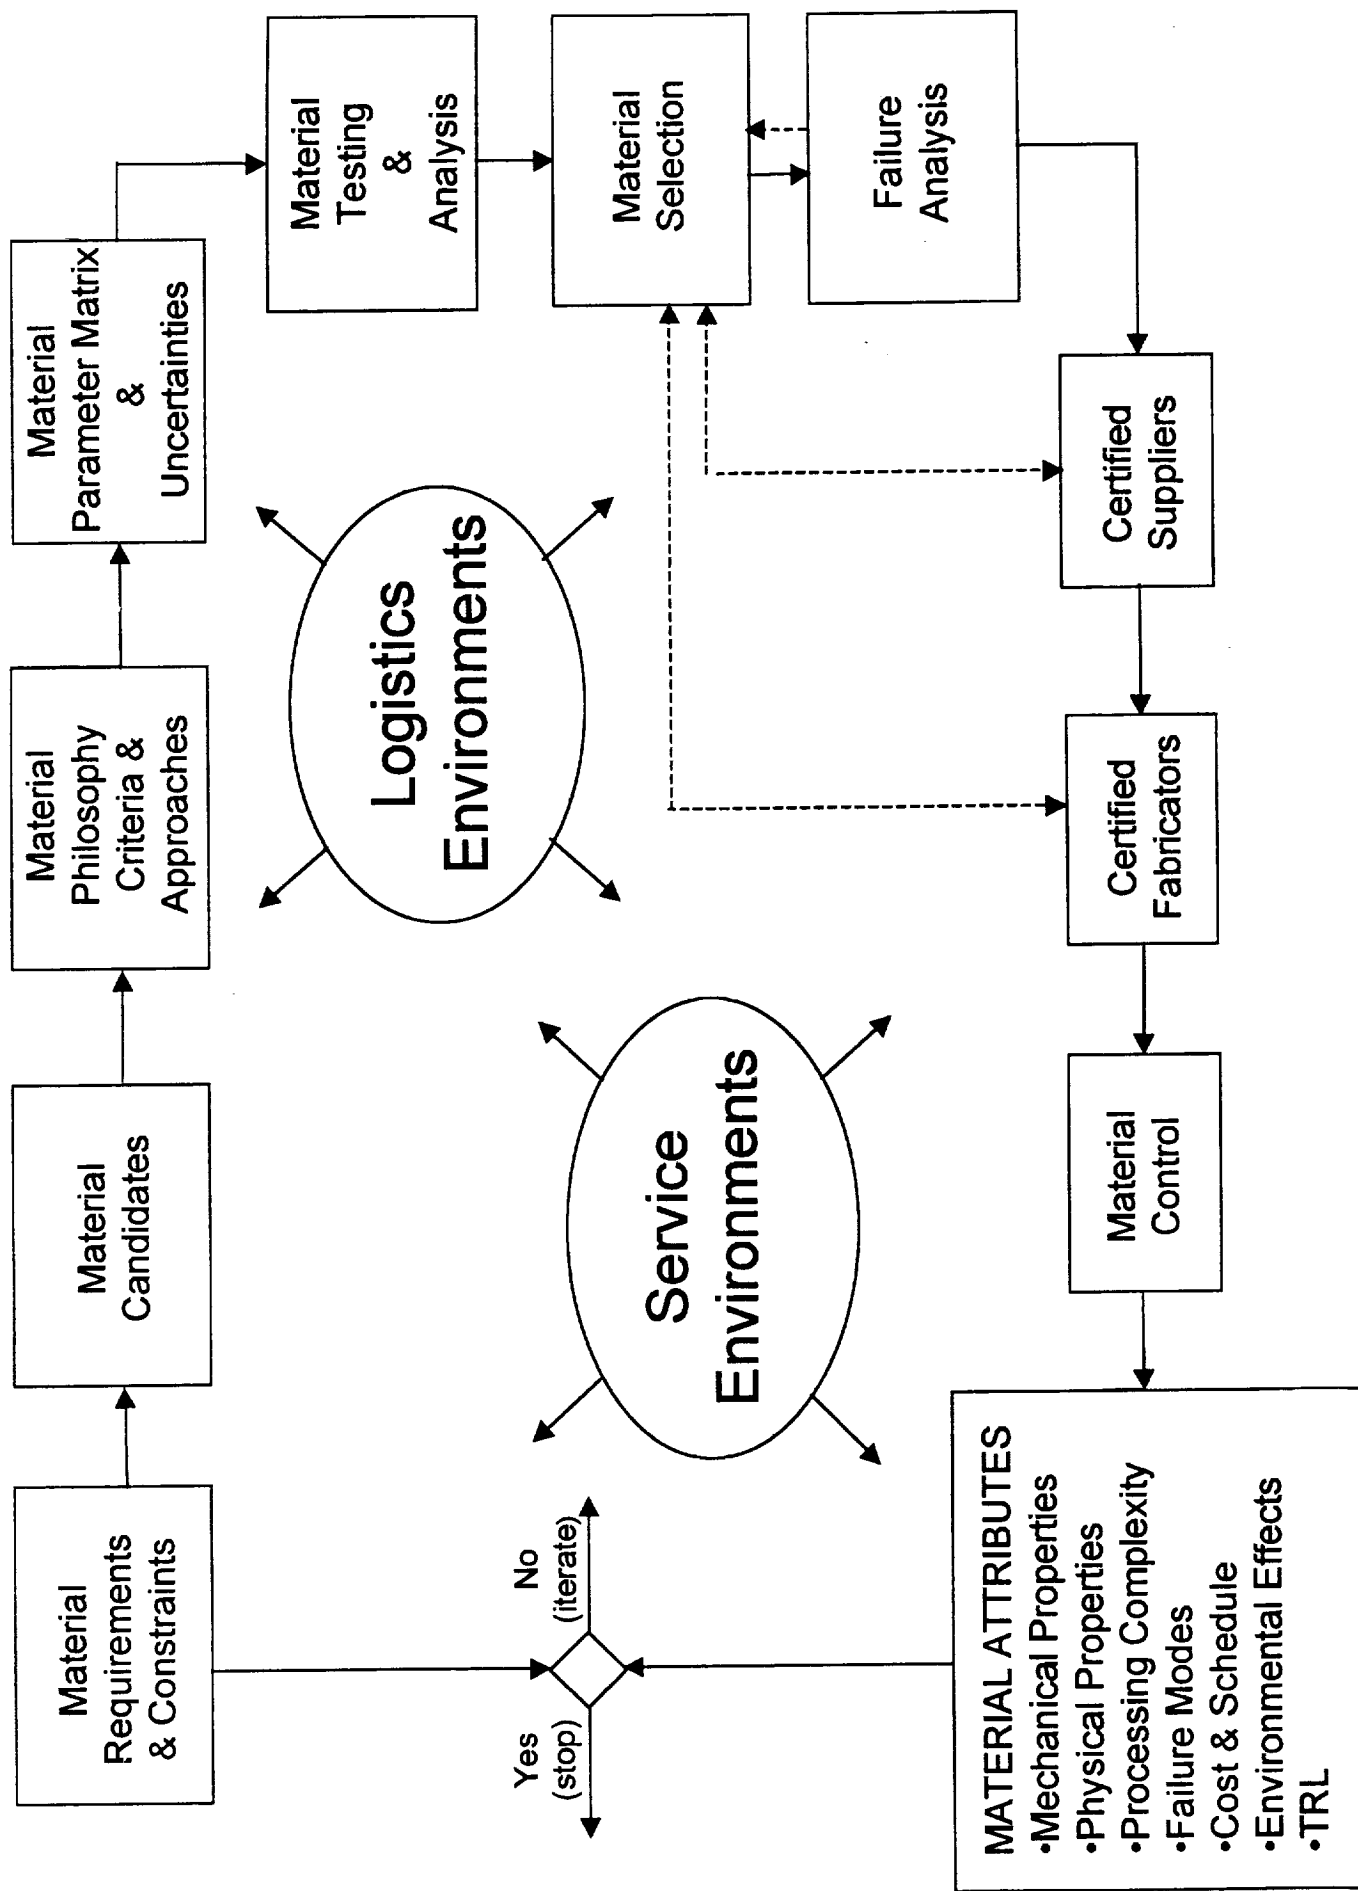 Material
Requirements
& Constraints
Material
Candidates
Material
Philosophy
Criteria &
Approaches
Material
Parameter Matrix
&
Uncertainties
Material
Testing
&
Analysis
Material
Selection
Failure
Analysis
Certified
Suppliers
Certified
Fabricators
Material
Control
MATERIAL ATTRIBUTES
•Mechanical Properties
•Physical Properties
•Processing Complexity
•Failure Modes
•Cost & Schedule
•Environmental Effects
•TRL
Yes
(stop)
No
(iterate)
Service
Environments
Logistics
Environments